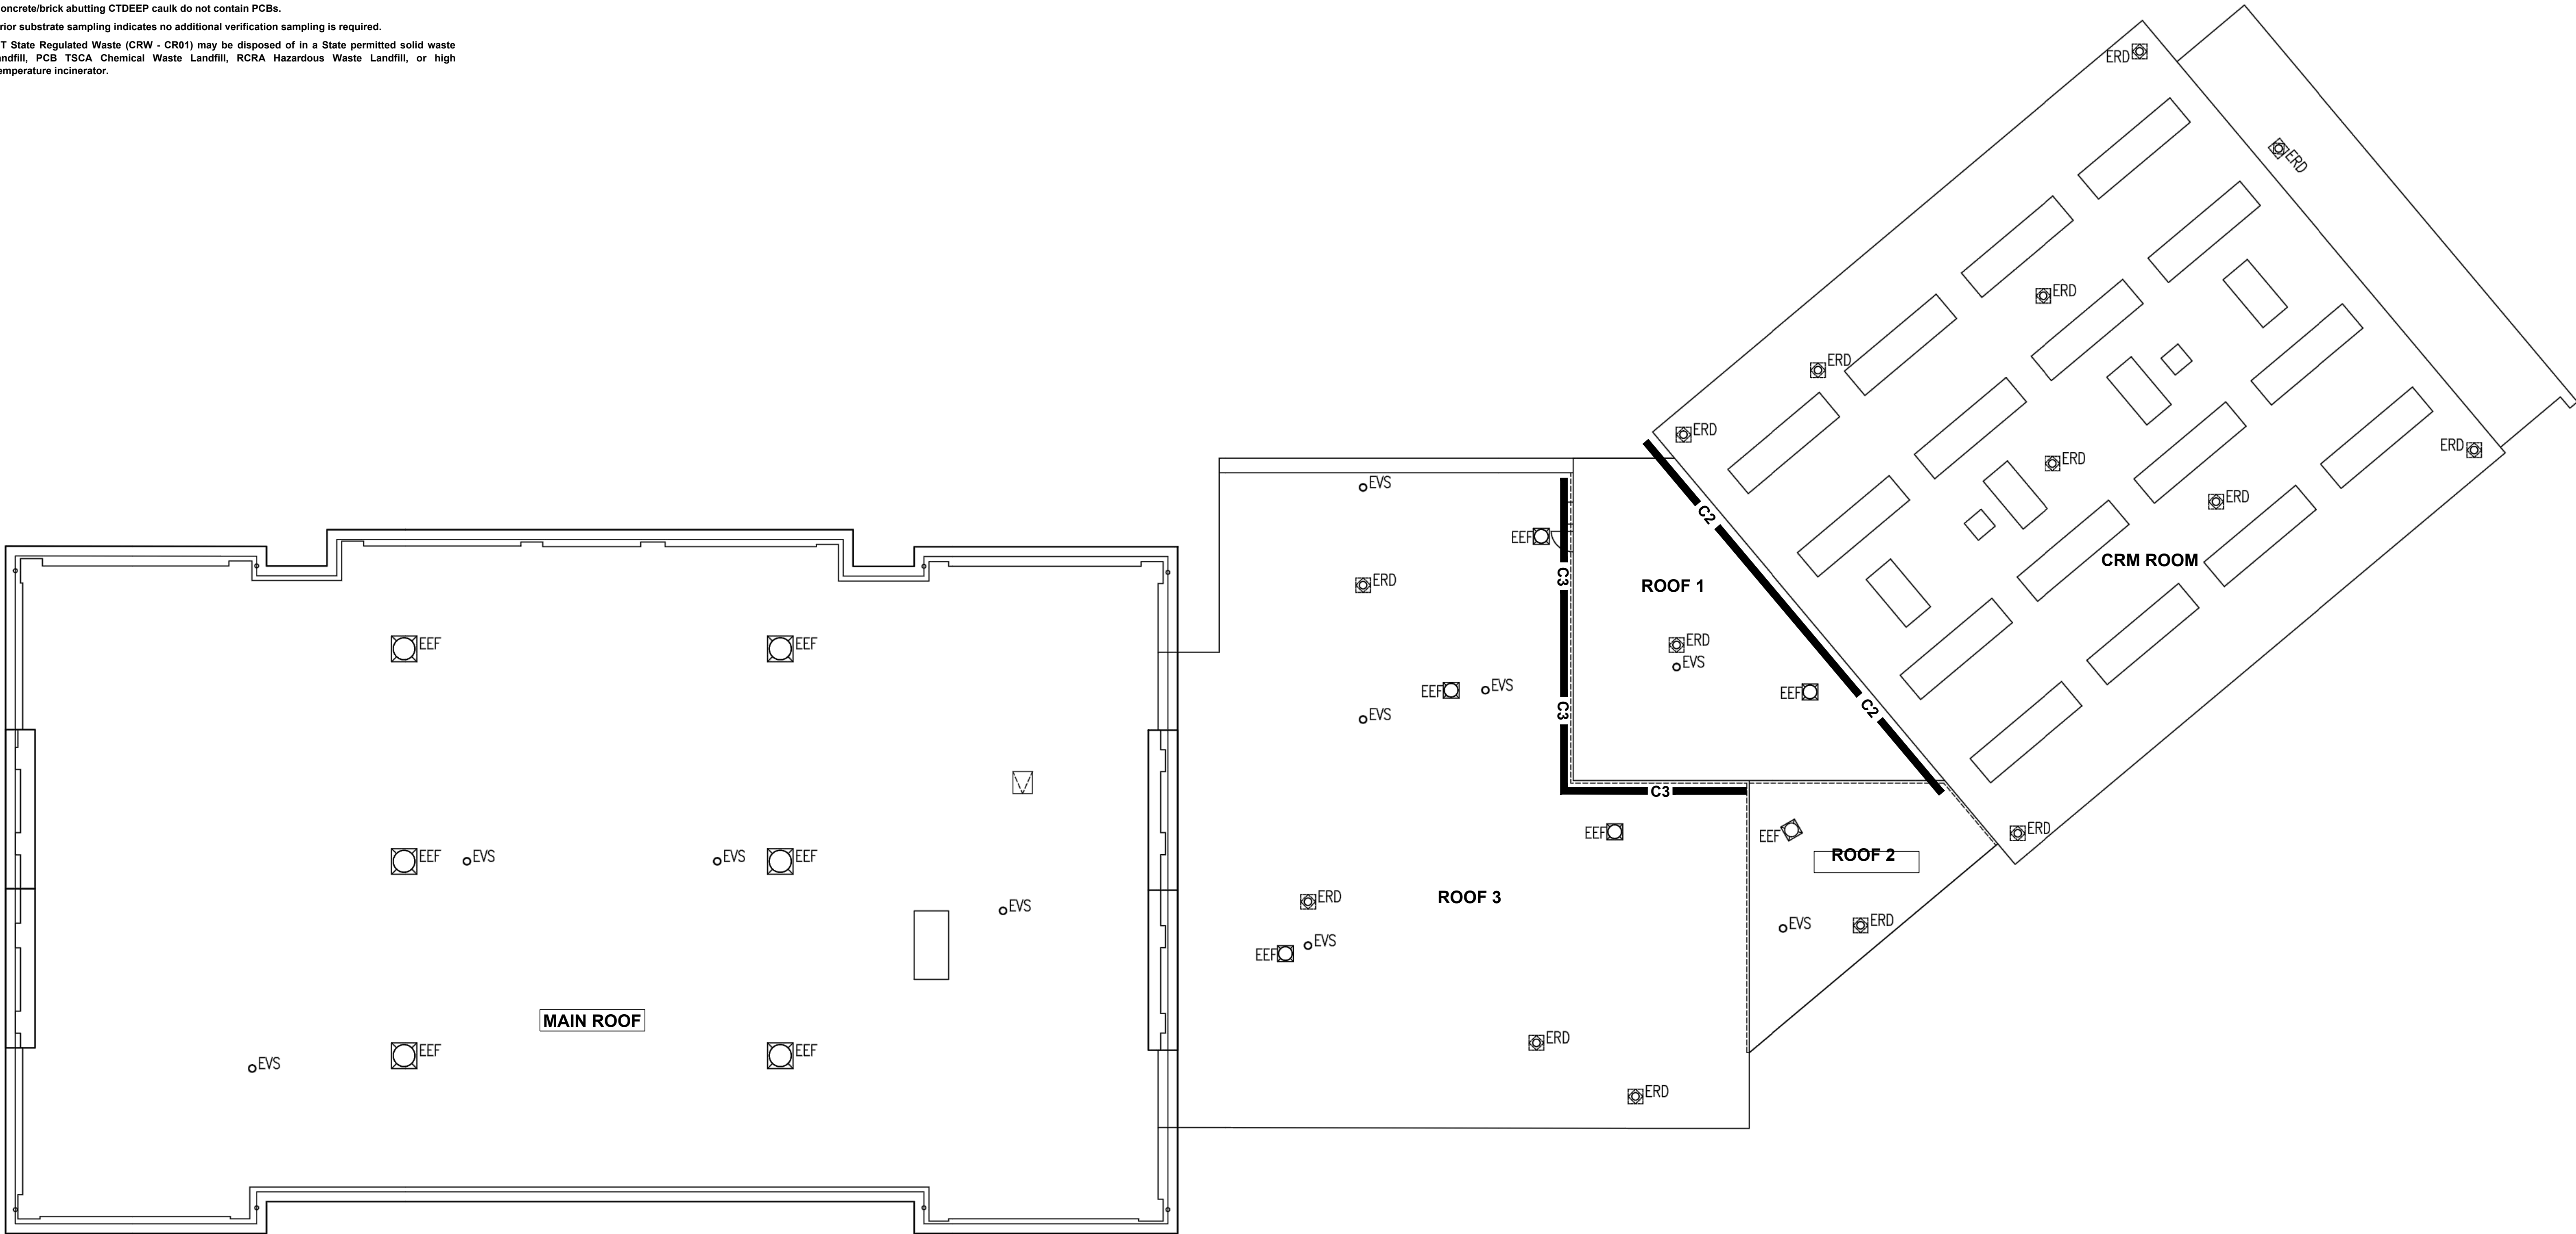 oncrete/brick abutting CTDEEP caulk do not contain PCBs.
rior substrate sampling indicates no additional verification sampling is required.
T State Regulated Waste (CRW - CR01) may be disposed of in a State permitted solid waste
andfill, PCB TSCA Chemical Waste Landfill, RCRA Hazardous Waste Landfill, or high
emperature incinerator.
ERD
ERD
ERD
ERD
ERD
ERD
ERD
ERD
EVS
C2
EEF
CRM ROOM
C3
ERD
ROOF 1
EEF
EEF
ERD
EVS
EEF
EVS
EEF
C2
C3
EVS
C3
EEF
EEF
ERD
EEF
EVS
EVS
EEF
ROOF 2
ERD
ROOF 3
EVS
EVS
ERD
EVS
EEF
MAIN ROOF
ERD
EEF
EEF
EVS
ERD